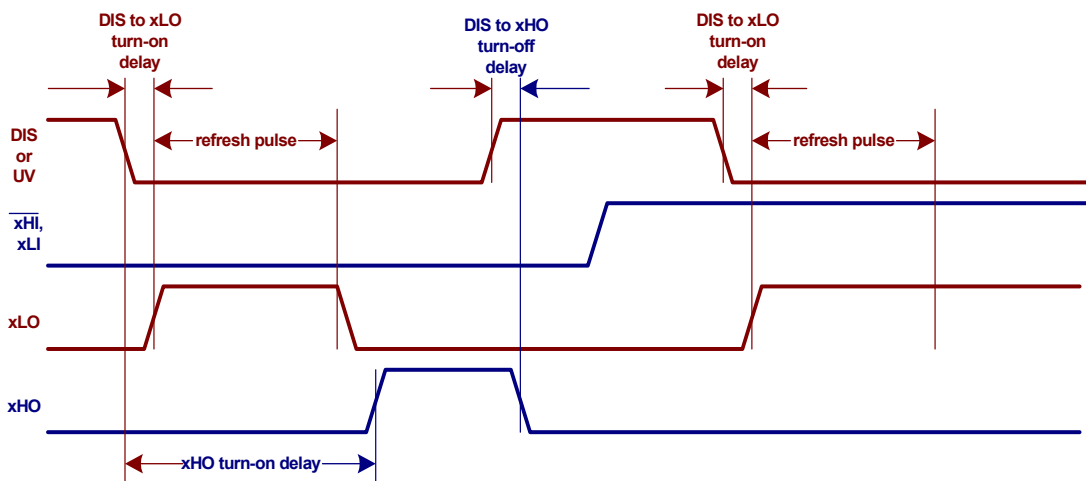 DIS to xLO
turn-on
delay
DIS to xHO
turn-off
delay
DIS to xLO
turn-on
delay
DIS
or
UV
refresh pulse
refresh pulse
xHI,
xLI
xLO
xHO
xHO turn-on delay